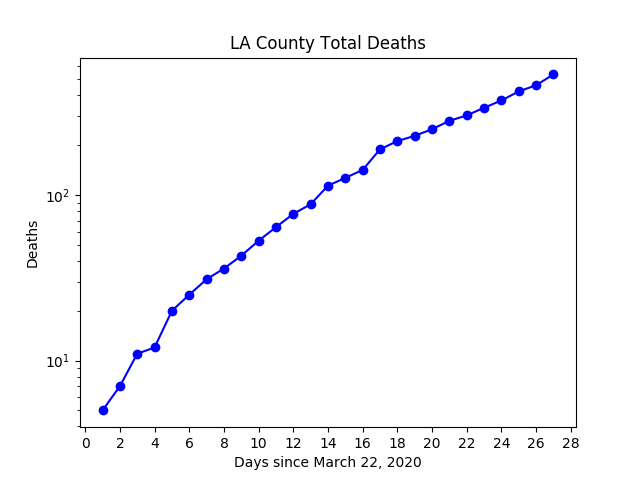 LA County Total Deaths
Deaths
10²
10¹
0 2 4 6 8 10 12 14 16 18 20 22 24 26 28
Days since March 22, 2020